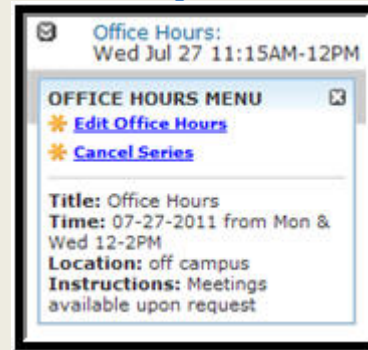 Office Hours:
Wed Jul 27 11:15AM-12PM
OFFICE HOURS MENU
Edit Office Hours
Cancel Series
Title: Office Hours
Time: 07-27-2011 from Mon &
Wed 12-2PM
Location: off campus
Instructions: Meetings
available upon request